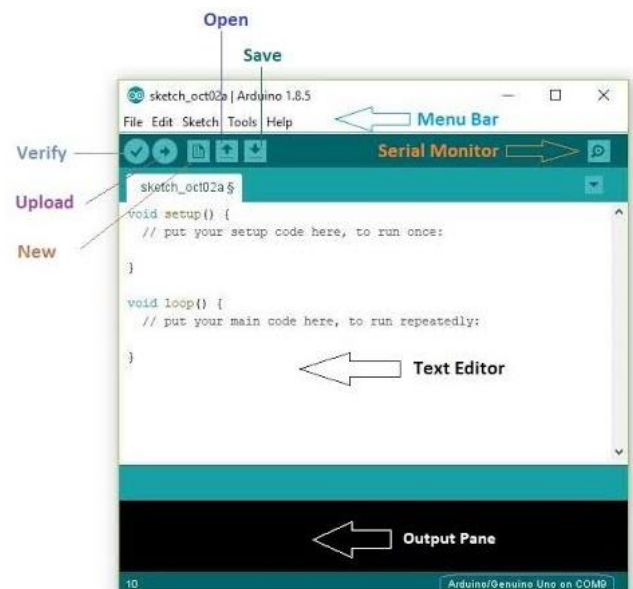 Open
Save
sketch_oct02a | Arduino 1.8.5
File Edit Sketch Tools Help
Menu Bar
Verify
Serial Monitor
sketch_oct02a §
Upload
New
void setup() {
// put your setup code here, to run once:
}
void loop() {
// put your main code here, to run repeatedly:
}
Text Editor
Output Pane
10
Arduino/Genuino Uno on COM9